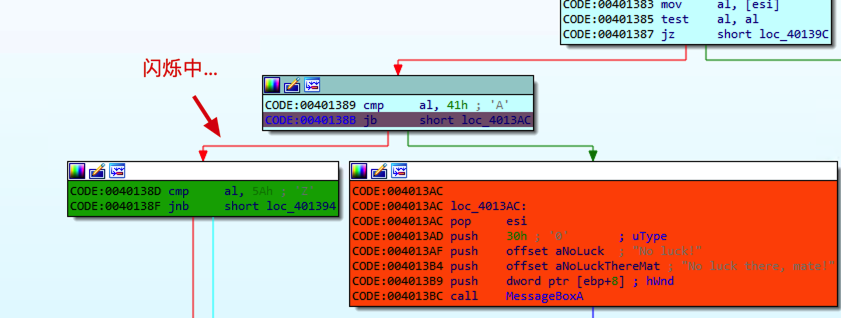 CODE:00401383 mov al, [esi]
CODE:00401385 test al, al
CODE:00401387 jz short loc_40139C
闪烁中...
CODE:00401389 cmp al, 41h ; 'A'
CODE:0040138B jb short loc_4013AC
CODE:0040138D cmp al, 5Ah ; 'Z'
CODE:0040138F jnb short loc_401394
CODE:004013AC
CODE:004013AC loc_4013AC:
CODE:004013AC pop esi
CODE:004013AD push 30h ; '0' ; uType
CODE:004013AF push offset aNoLuck ; "No luck!"
CODE:004013B4 push offset aNoLuckThereMat ; "No luck there, mate!"
CODE:004013B9 push dword ptr [ebp+8] ; hWnd
CODE:004013BC call MessageBoxA